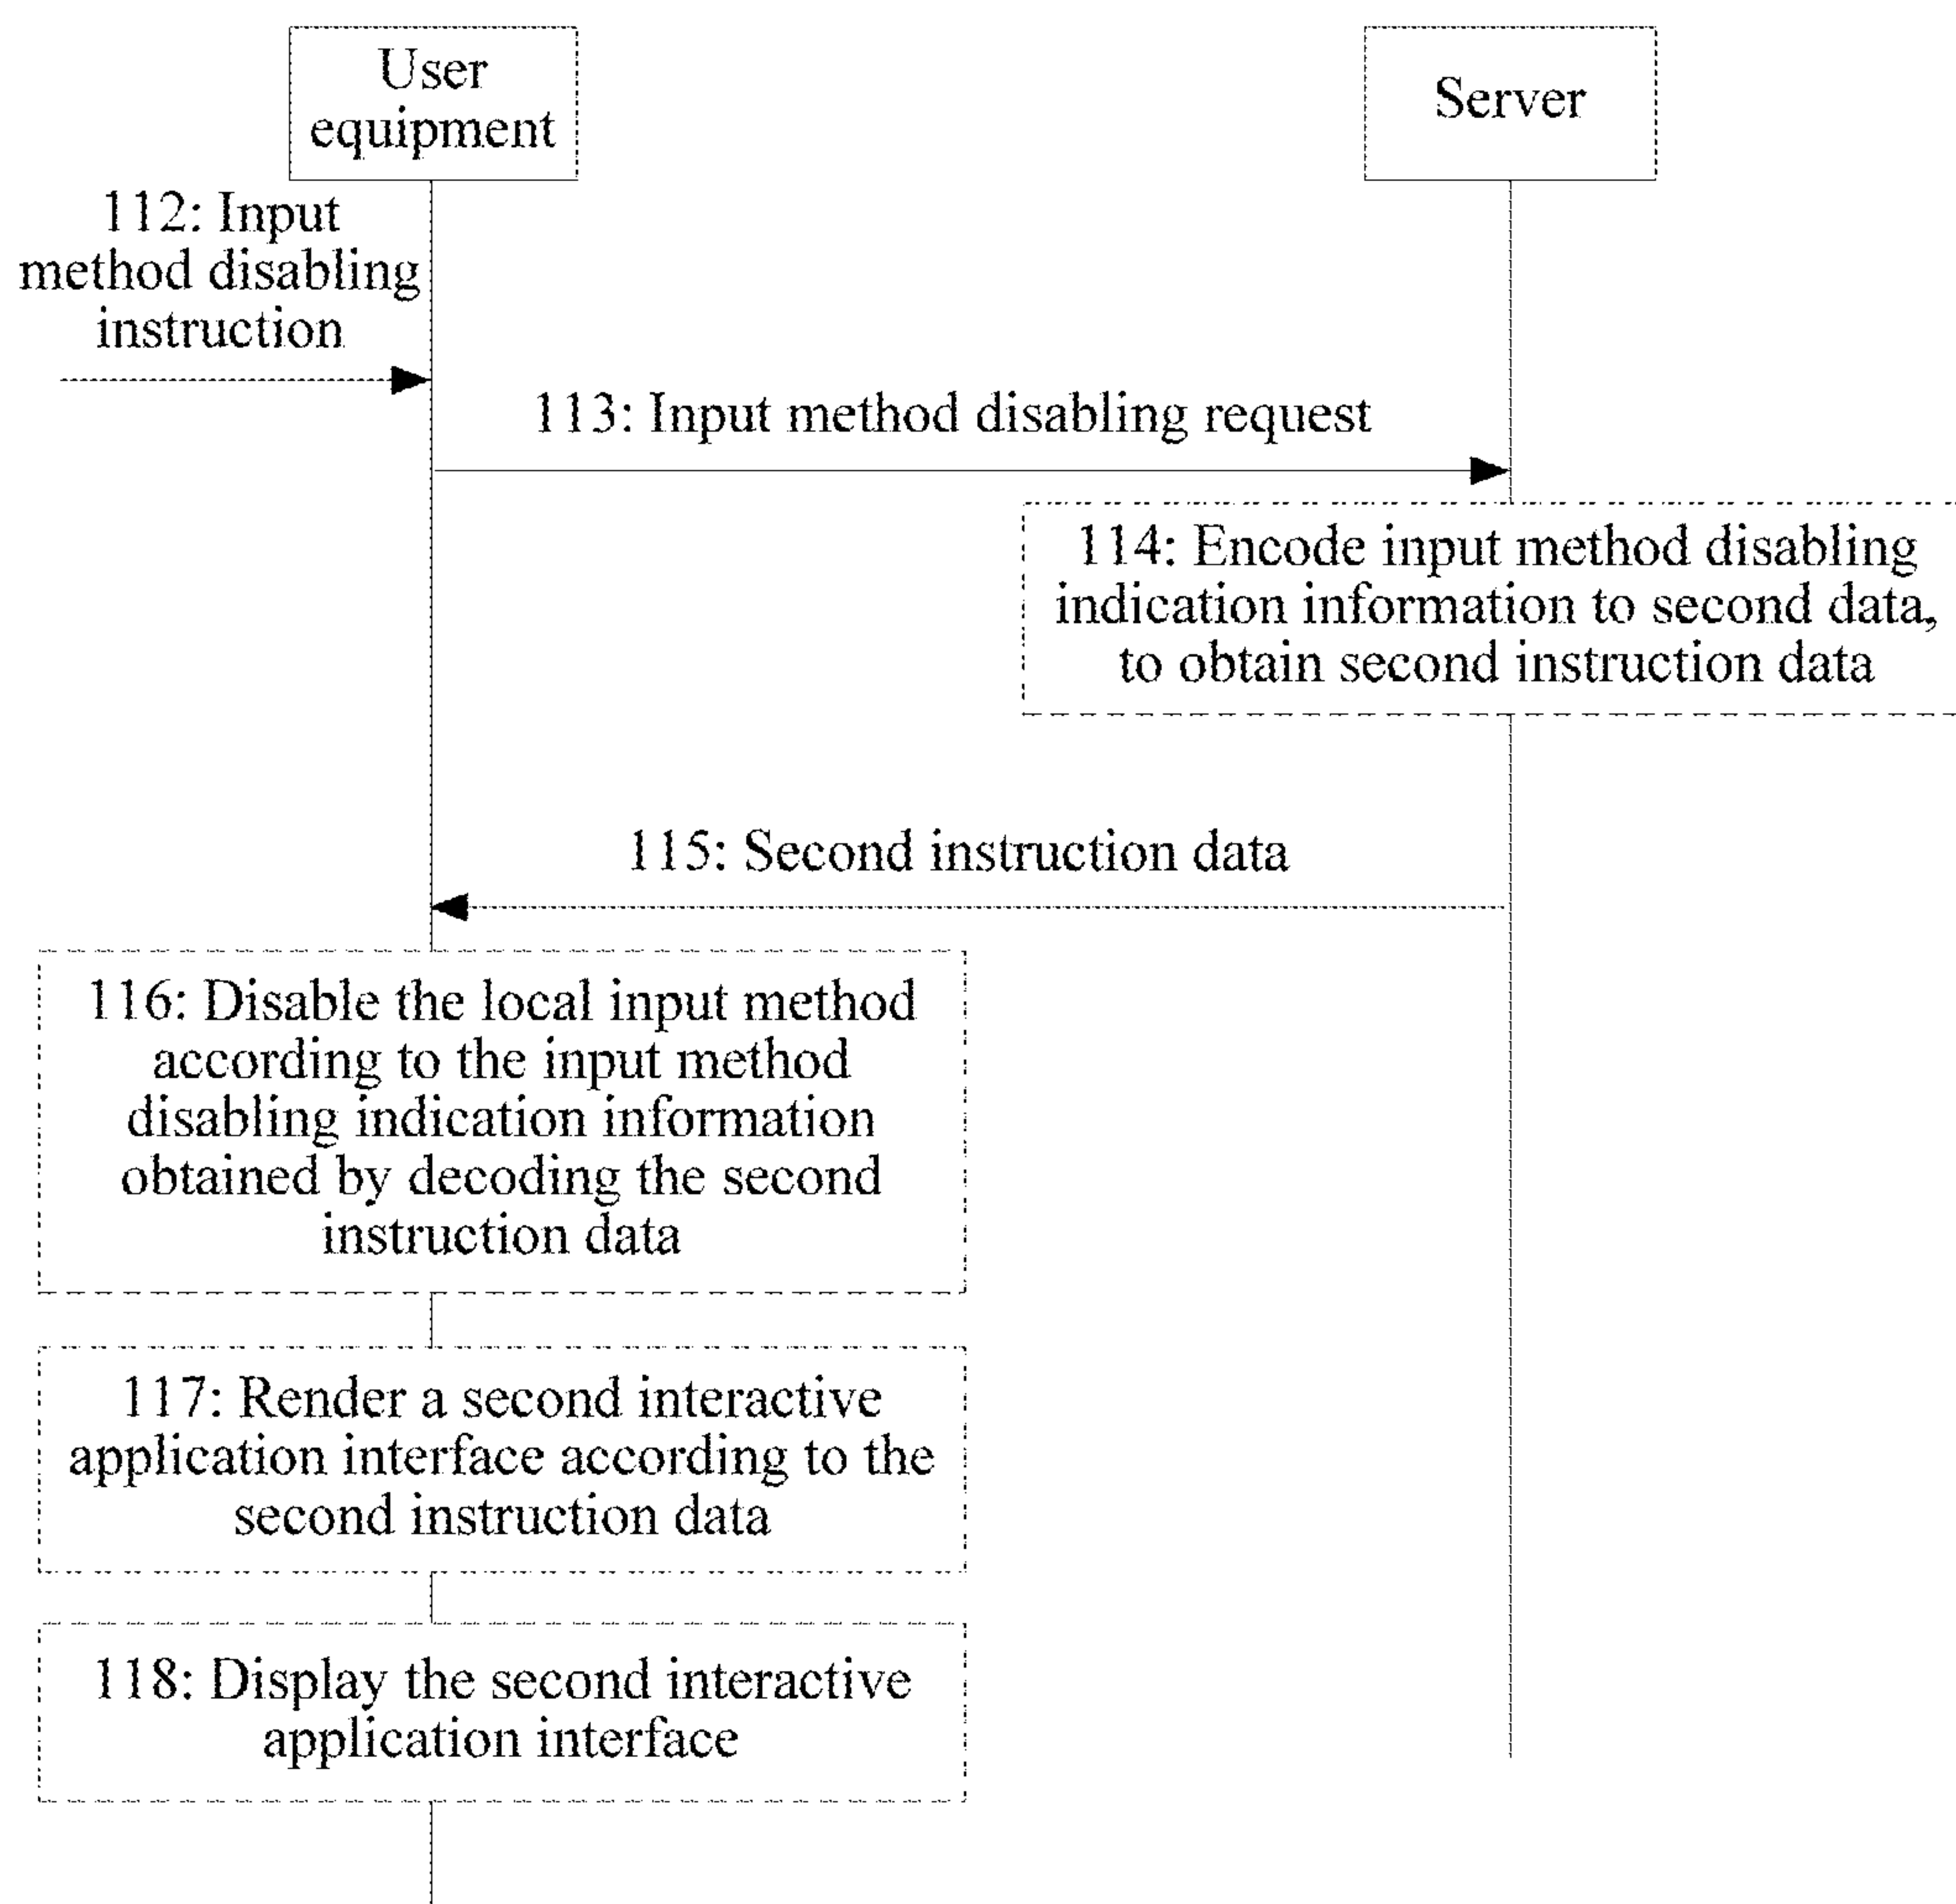 User
equipment
Server
112: Input
method disabling
instruction
113: Input method disabling request
114: Encode input method disabling
indication information to second data,
to obtain second instruction data
115: Second instruction data
116: Disable the local input method
according to the input method
disabling indication information
obtained by decoding the second
instruction data
117: Render a second interactive
application interface according to the
second instruction data
118: Display the second interactive
application interface